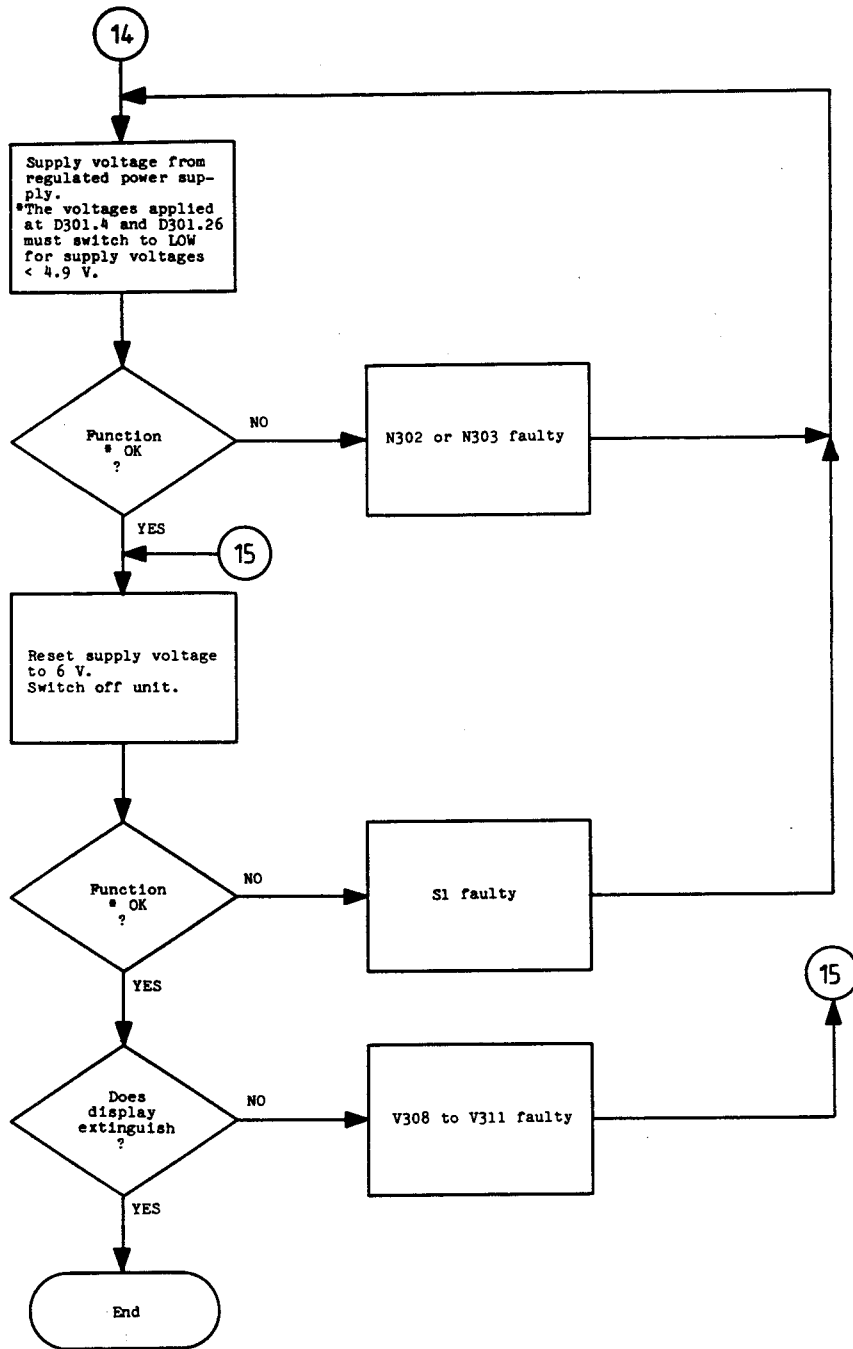 14
Supply voltage from
regulated power sup-
ply.
*The voltages applied
at D301.4 and D301.26
must switch to LOW
for supply voltages
< 4.9 V.
Function
* OK
?
NO
N302 or N303 faulty
YES
15
Reset supply voltage
to 6 V.
Switch off unit.
Function
* OK
?
NO
S1 faulty
YES
15
Does
display
extinguish
?
NO
V308 to V311 faulty
YES
End